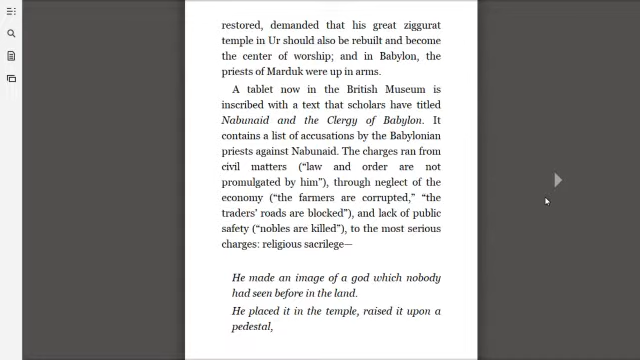 restored, demanded that his great ziggurat
temple in Ur should also be rebuilt and become
the center of worship; and in Babylon, the
priests of Marduk were up in arms.
A tablet now in the British Museum is
inscribed with a text that scholars have titled
Nabunaid and the Clergy of Babylon. It
contains a list of accusations by the Babylonian
priests against Nabunaid. The charges ran from
civil matters (“law and order are not
promulgated by him”), through neglect of the
economy (“the farmers are corrupted,” “the
traders’ roads are blocked”), and lack of public
safety (“nobles are killed”), to the most serious
charges: religious sacrilege—
He made an image of a god which nobody
had seen before in the land.
He placed it in the temple, raised it upon a
pedestal,